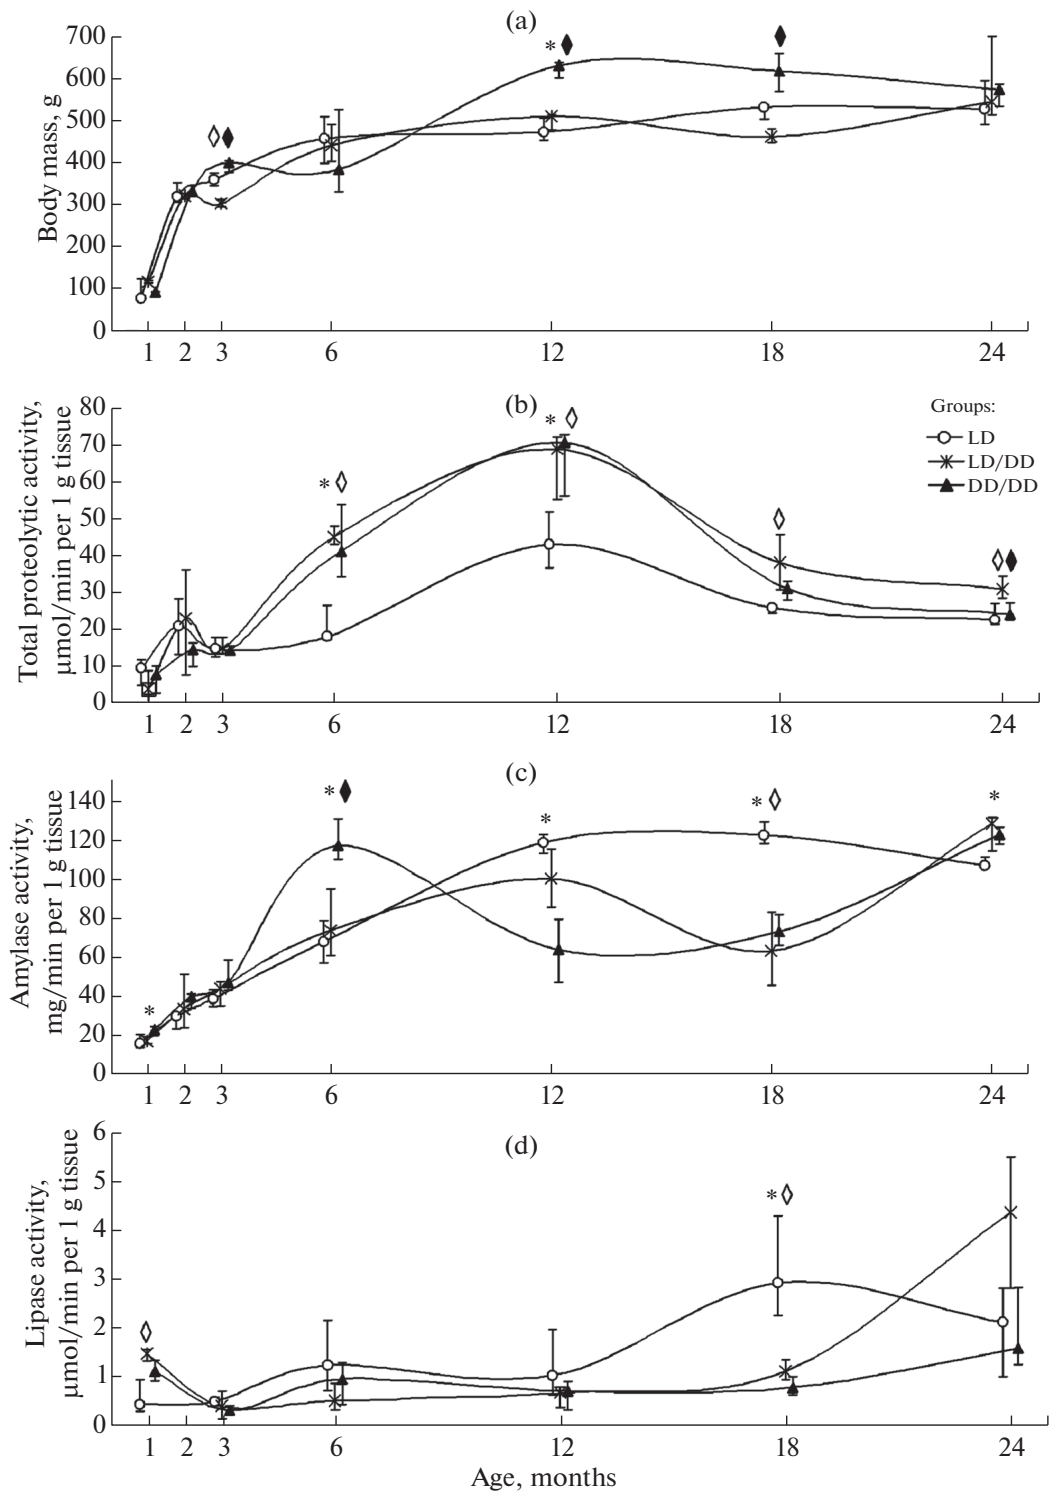 (a)
Body mass, g
700
600
500
400
300
200
100
0
* ♦ ♦
◊ ♦
1 2 3 6 12 18 24
(b)
Total proteolytic activity,
μmol/min per 1 g tissue
80
70
60
50
40
30
20
10
0
* ◊
* ◊
◊
◊ ♦
Groups:
LD
LD/DD
DD/DD
1 2 3 6 12 18 24
(c)
Amylase activity,
mg/min per 1 g tissue
140
120
100
80
60
40
20
0
* ♦
* ◊
*
*
*
1 2 3 6 12 18 24
(d)
Lipase activity,
μmol/min per 1 g tissue
6
5
4
3
2
1
0
* ◊
◊
1 2 3 6 12 18 24
Age, months